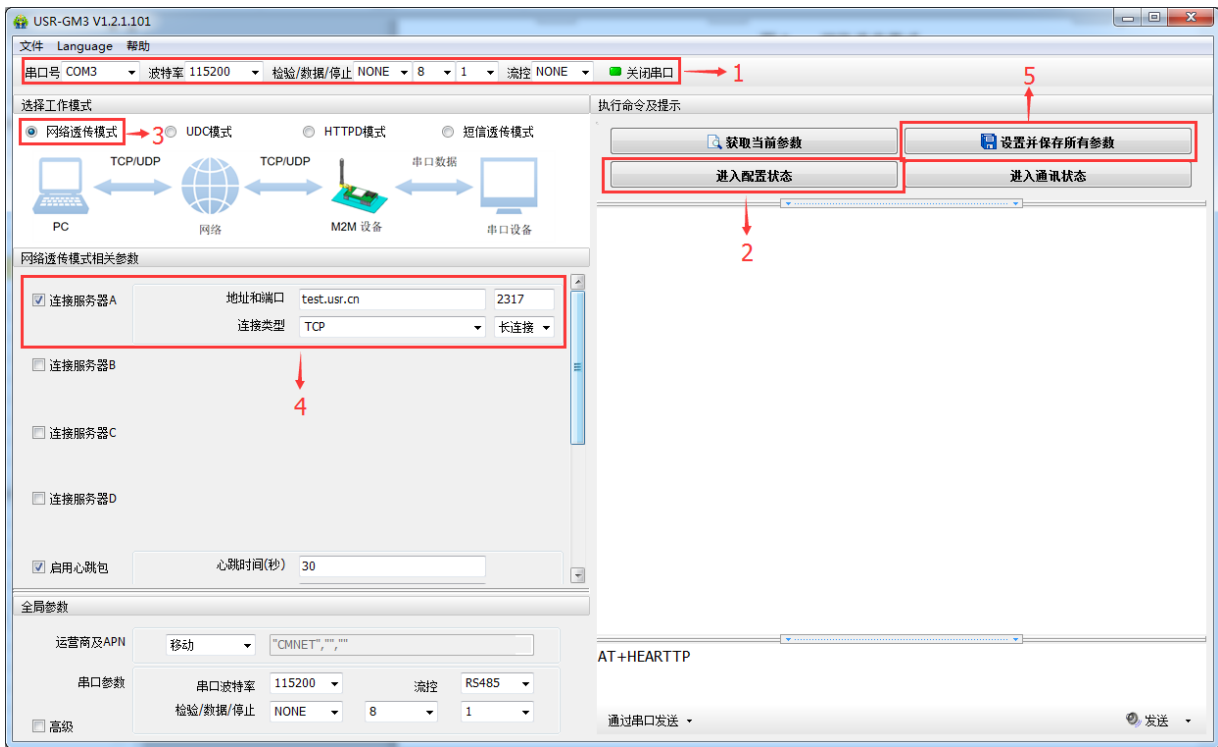 USR-GM3 V1.2.1.101
文件 Language 帮助
串口号 COM3 波特率 115200 检验/数据/停止 NONE 8 1 流控 NONE 关闭串口 1
选择工作模式
网络透传模式 3 UDC模式 HTTPD模式 短信透传模式
TCP/UDP TCP/UDP 串口数据
PC 网络 M2M 设备 串口设备
网络透传模式相关参数
连接服务器A 地址和端口 test.usr.cn 2317
连接类型 TCP 长连接
连接服务器B
4
连接服务器C
连接服务器D
启用心跳包 心跳时间(秒) 30
全局参数
运营商及APN 移动 "CMNET","",""
串口参数 串口波特率 115200 流控 RS485
检验/数据/停止 NONE 8 1
高级
5
执行命令及提示
获取当前参数 设置并保存所有参数
进入配置状态 进入通讯状态
2
AT+HEARTTP
通过串口发送 发送